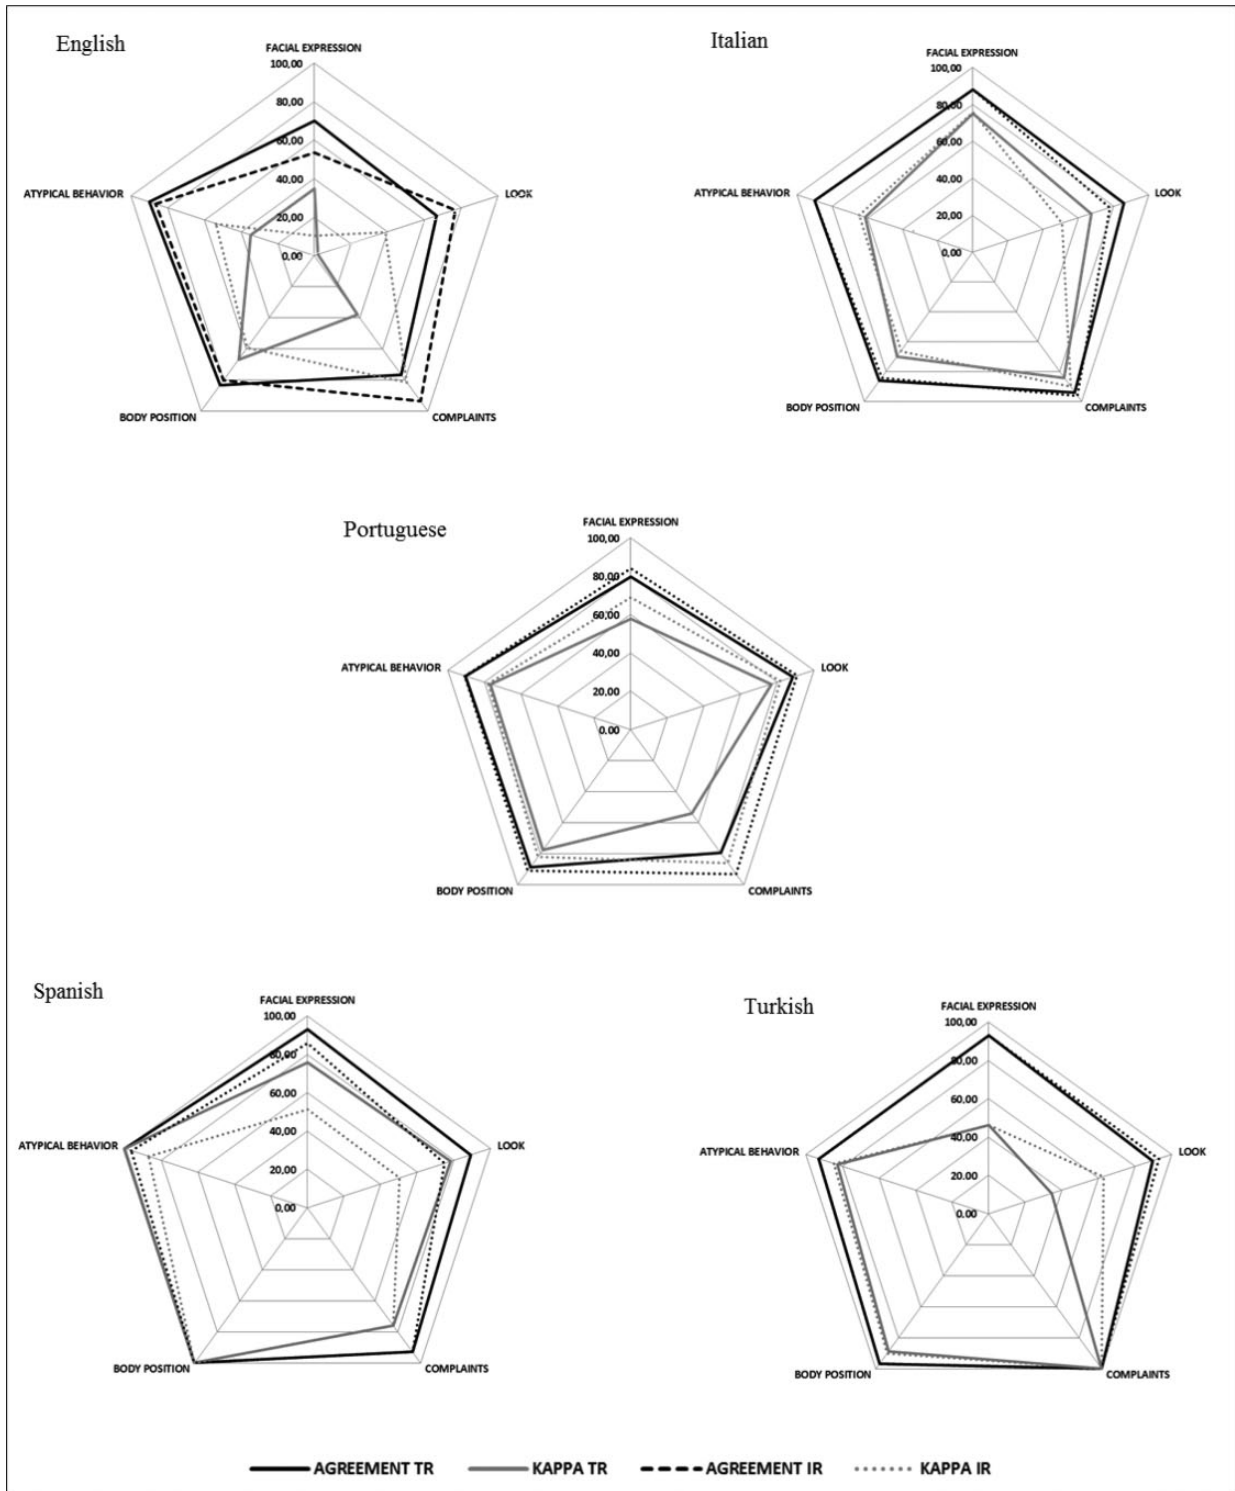 English
FACIAL EXPRESSION
100,00
80,00
60,00
40,00
20,00
0,00
LOOK
COMPLAINTS
BODY POSITION
ATYPICAL BEHAVIOR
Italian
FACIAL EXPRESSION
100,00
80,00
60,00
40,00
20,00
0,00
LOOK
COMPLAINTS
BODY POSITION
ATYPICAL BEHAVIOR
Portuguese
FACIAL EXPRESSION
100,00
80,00
60,00
40,00
20,00
0,00
LOOK
COMPLAINTS
BODY POSITION
ATYPICAL BEHAVIOR
Spanish
FACIAL EXPRESSION
100,00
80,00
60,00
40,00
20,00
0,00
LOOK
COMPLAINTS
BODY POSITION
ATYPICAL BEHAVIOR
Turkish
FACIAL EXPRESSION
100,00
80,00
60,00
40,00
20,00
0,00
LOOK
COMPLAINTS
BODY POSITION
ATYPICAL BEHAVIOR
AGREEMENT TR KAPPA TR AGREEMENT IR KAPPA IR